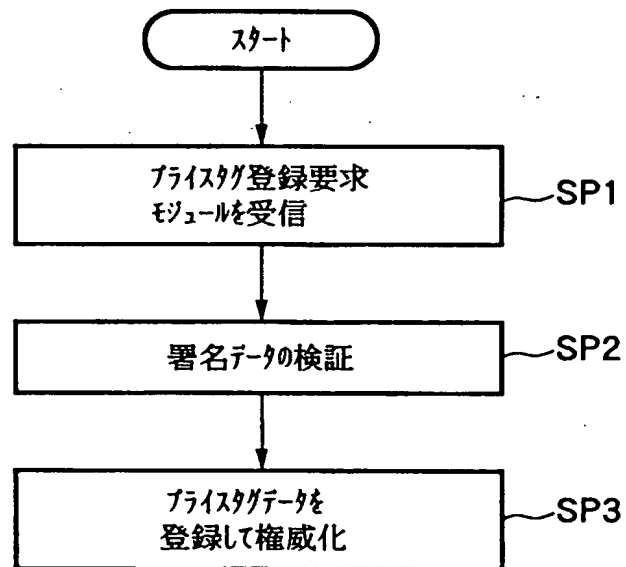 スタート
プライスタグ登録要求
モジュールを受信
SP1
署名データの検証
SP2
プライスタグデータを
登録して権威化
SP3